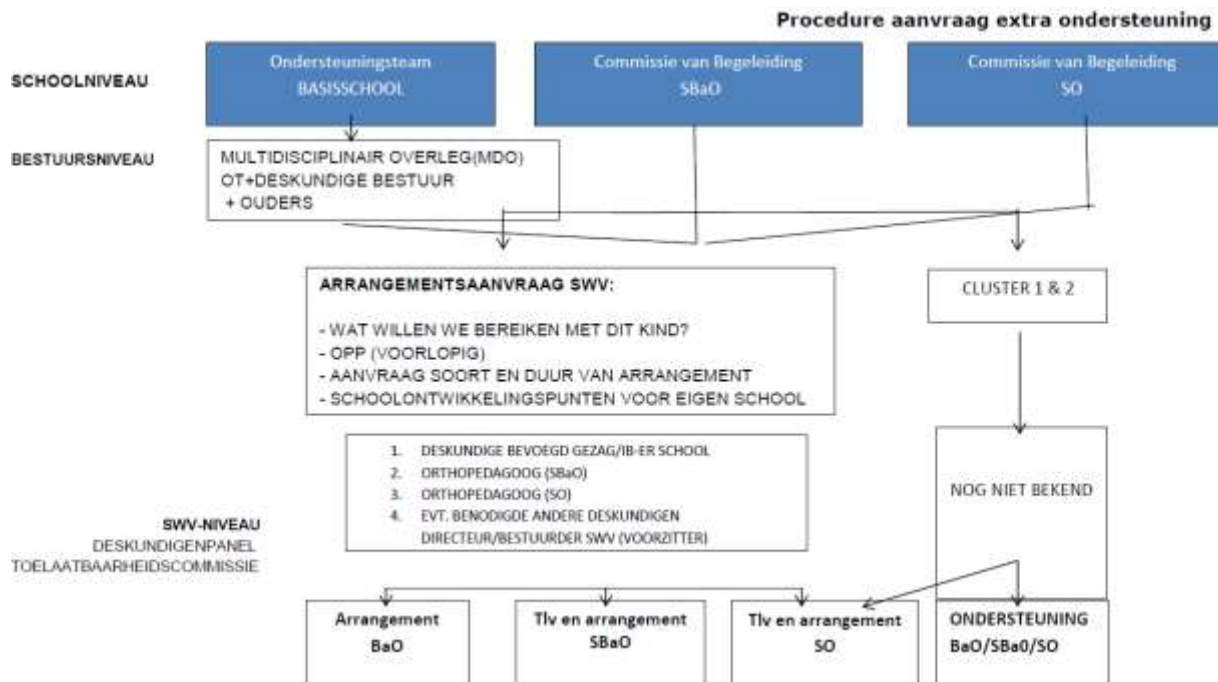 Procedure aanvraag extra ondersteuning
SCHOOLNIVEAU
Ondersteuningsteam
BASISSCHOOL
Commissie van Begeleiding
SBaO
Commissie van Begeleiding
SO
BESTUURSNIVEAU
MULTIDISCIPLINAIR OVERLEG(MDO)
OT+DESKUNDIGE BESTUUR
+ OUDERS
ARRANGEMENTSAANVRAAG SWV:
- WAT WILLEN WE BEREIKEN MET DIT KIND?
- OPP (VOORLOPIG)
- AANVRAAG SOORT EN DUUR VAN ARRANGEMENT
- SCHOOLONTWIKKELINGSPUNTEN VOOR EIGEN SCHOOL
CLUSTER 1 & 2
1. DESKUNDIGE BEVOEGD GEZAG/IB-ER SCHOOL
2. ORTHOPEDAGOOG (SBaO)
3. ORTHOPEDAGOOG (SO)
4. EVT. BENODIGDE ANDERE DESKUNDIGEN
DIRECTEUR/BESTUURDER SWV (VOORZITTER)
NOG NIET BEKEND
SWV-NIVEAU
DESKUNDIGENPANEL
TOELAATBAARHEIDSCOMMISSIE
Arrangement
BaO
Tlv en arrangement
SBaO
Tlv en arrangement
SO
ONDERSTEUNING
BaO/SBa0/SO